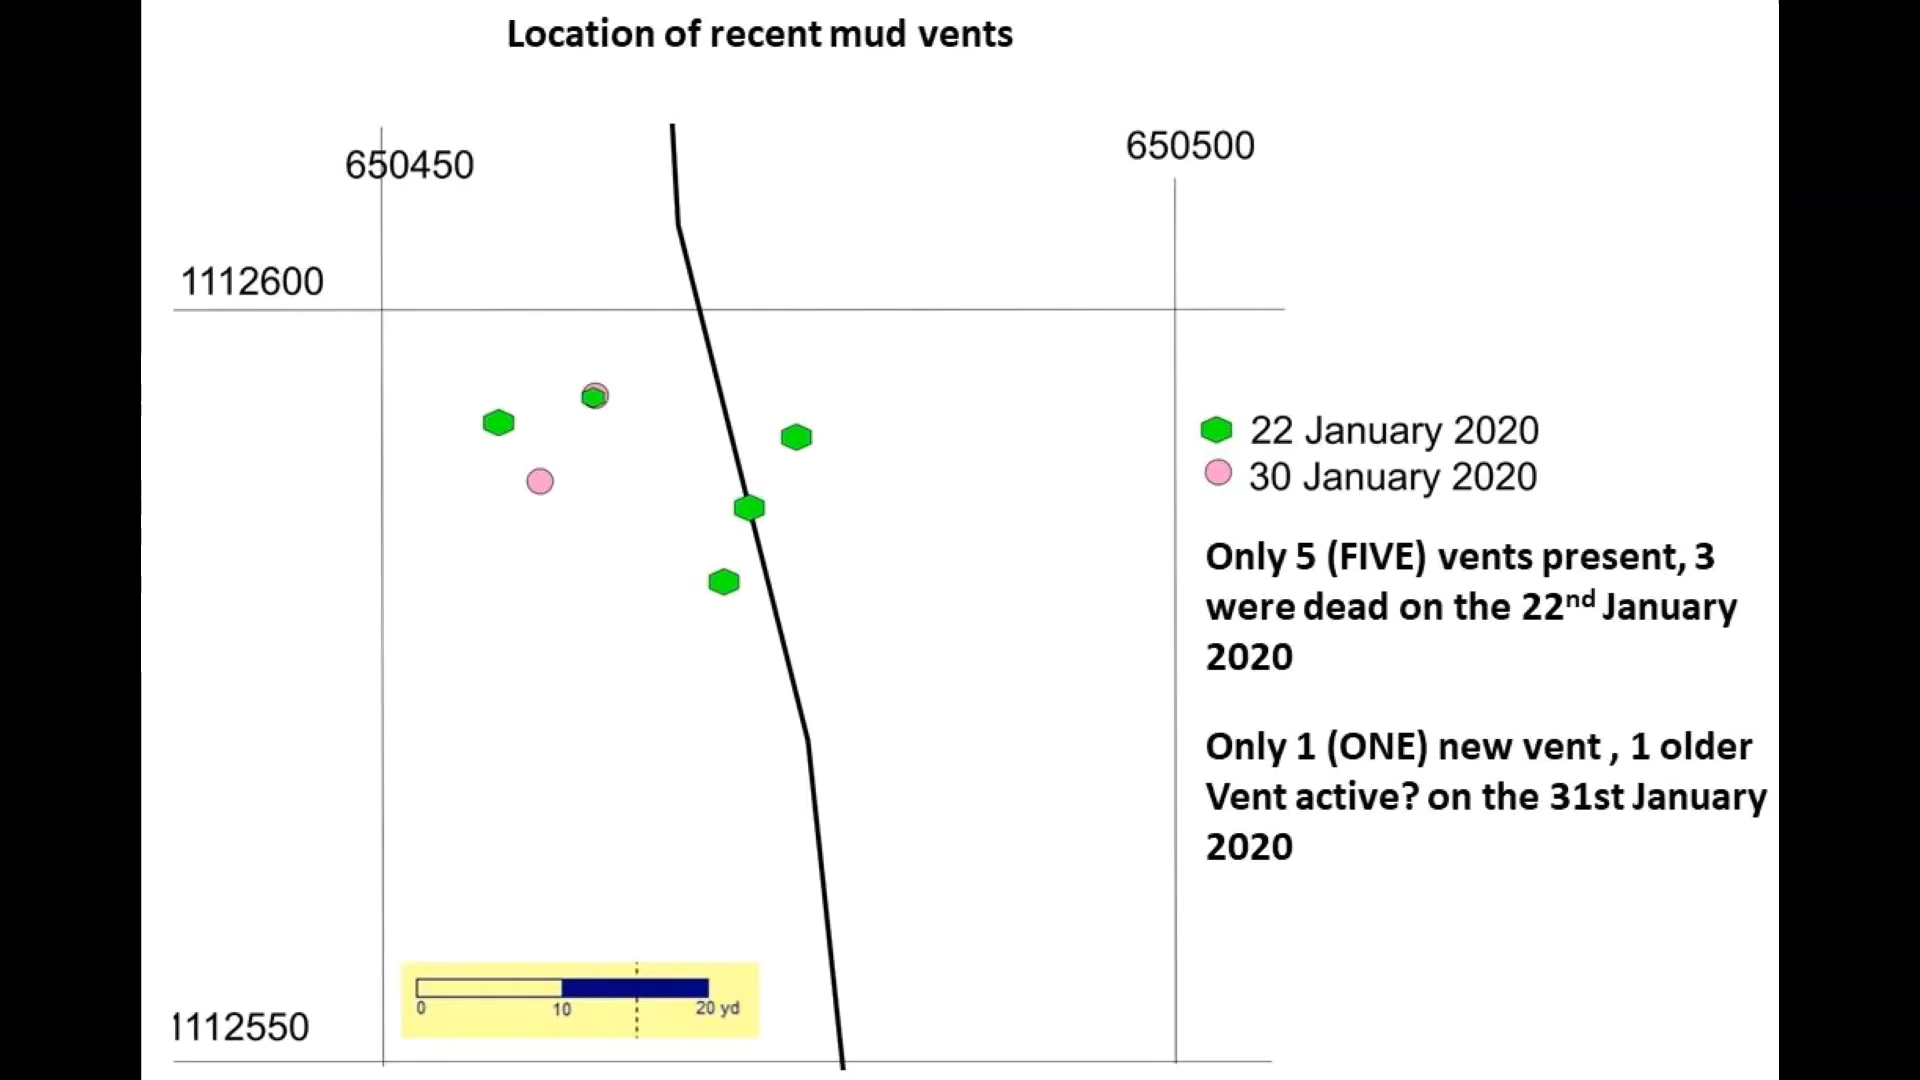 Location of recent mud vents
650450
650500
1112600
22 January 2020
30 January 2020
Only 5 (FIVE) vents present, 3
were dead on the 22nd January
2020
Only 1 (ONE) new vent , 1 older
Vent active? on the 31st January
2020
0 10 20 yd
1112550